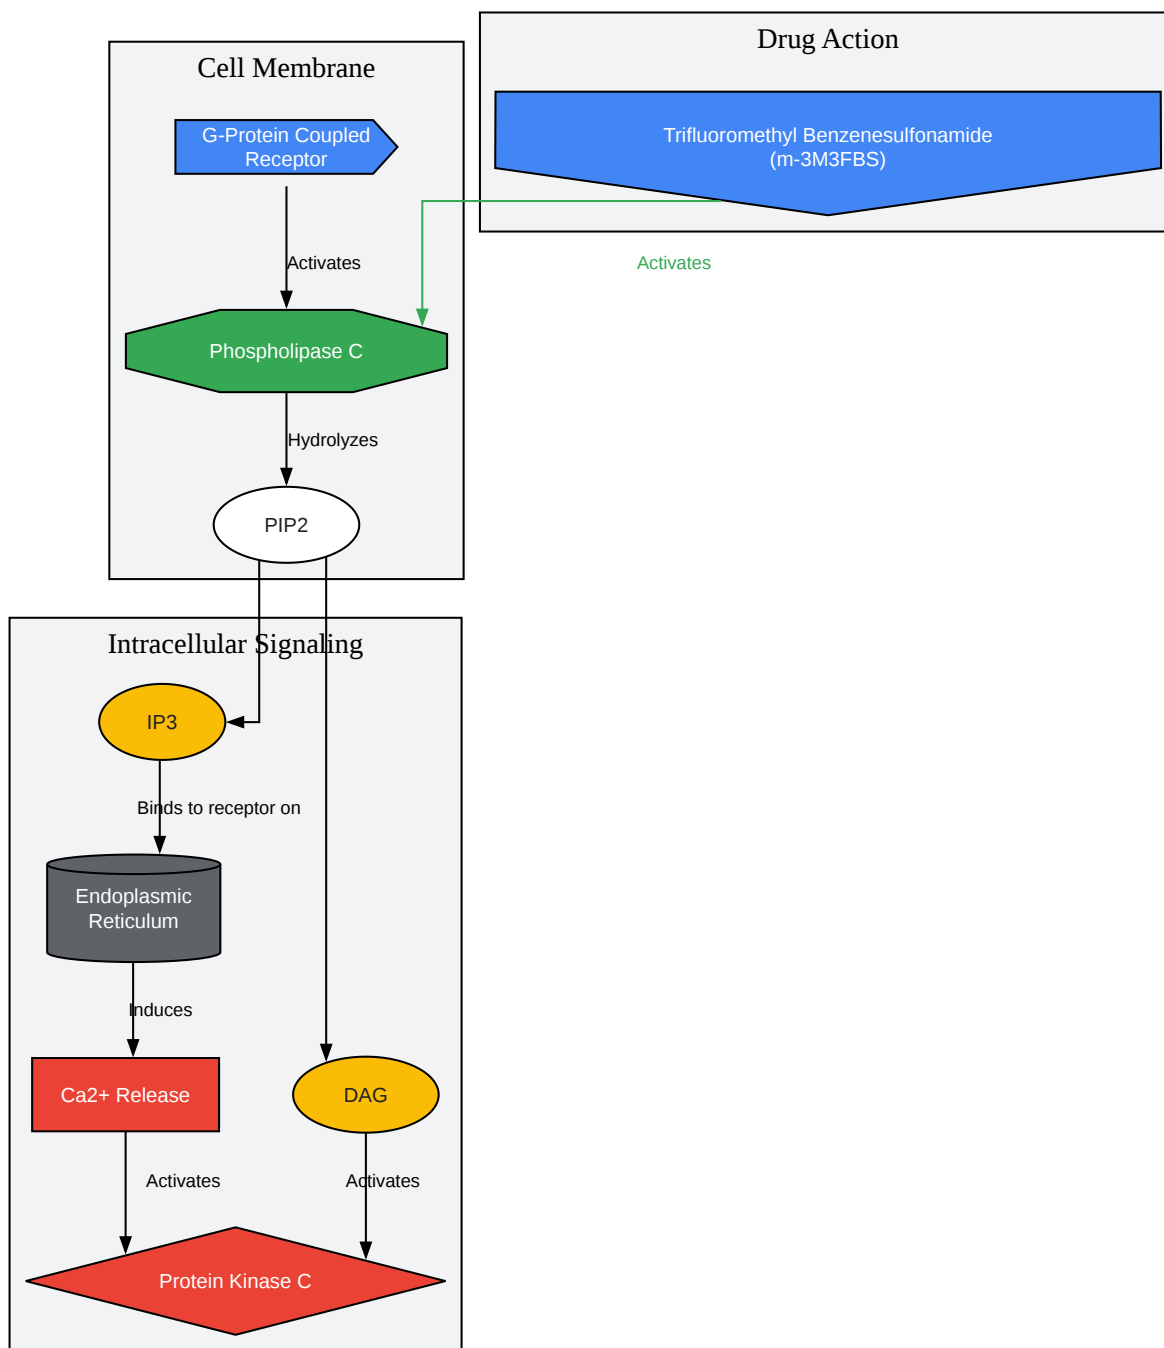 Drug Action
Cell Membrane
G-Protein Coupled
Receptor
Trifluoromethyl Benzenesulfonamide
(m-3M3FBS)
Activates
Activates
Phospholipase C
Hydrolyzes
PIP2
Intracellular Signaling
IP3
Binds to receptor on
Endoplasmic
Reticulum
Induces
Ca2+ Release
DAG
Activates
Activates
Protein Kinase C